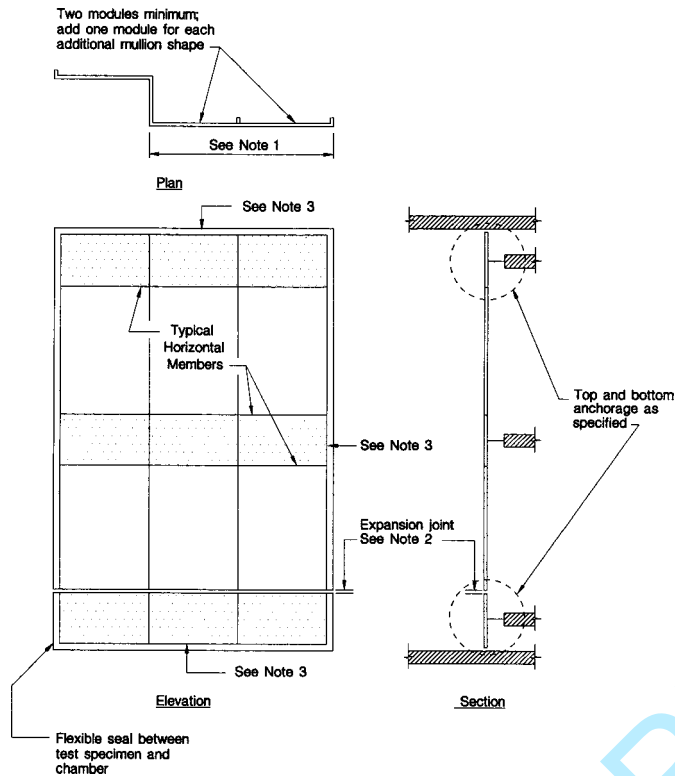 Two modules minimum;
add one module for each
additional mullion shape
See Note 1
Plan
See Note 3
Typical
Horizontal
Members
Top and bottom
anchorage as
specified
See Note 3
Expansion joint
See Note 2
See Note 3
Elevation
Section
Flexible seal between
test specimen and
chamber